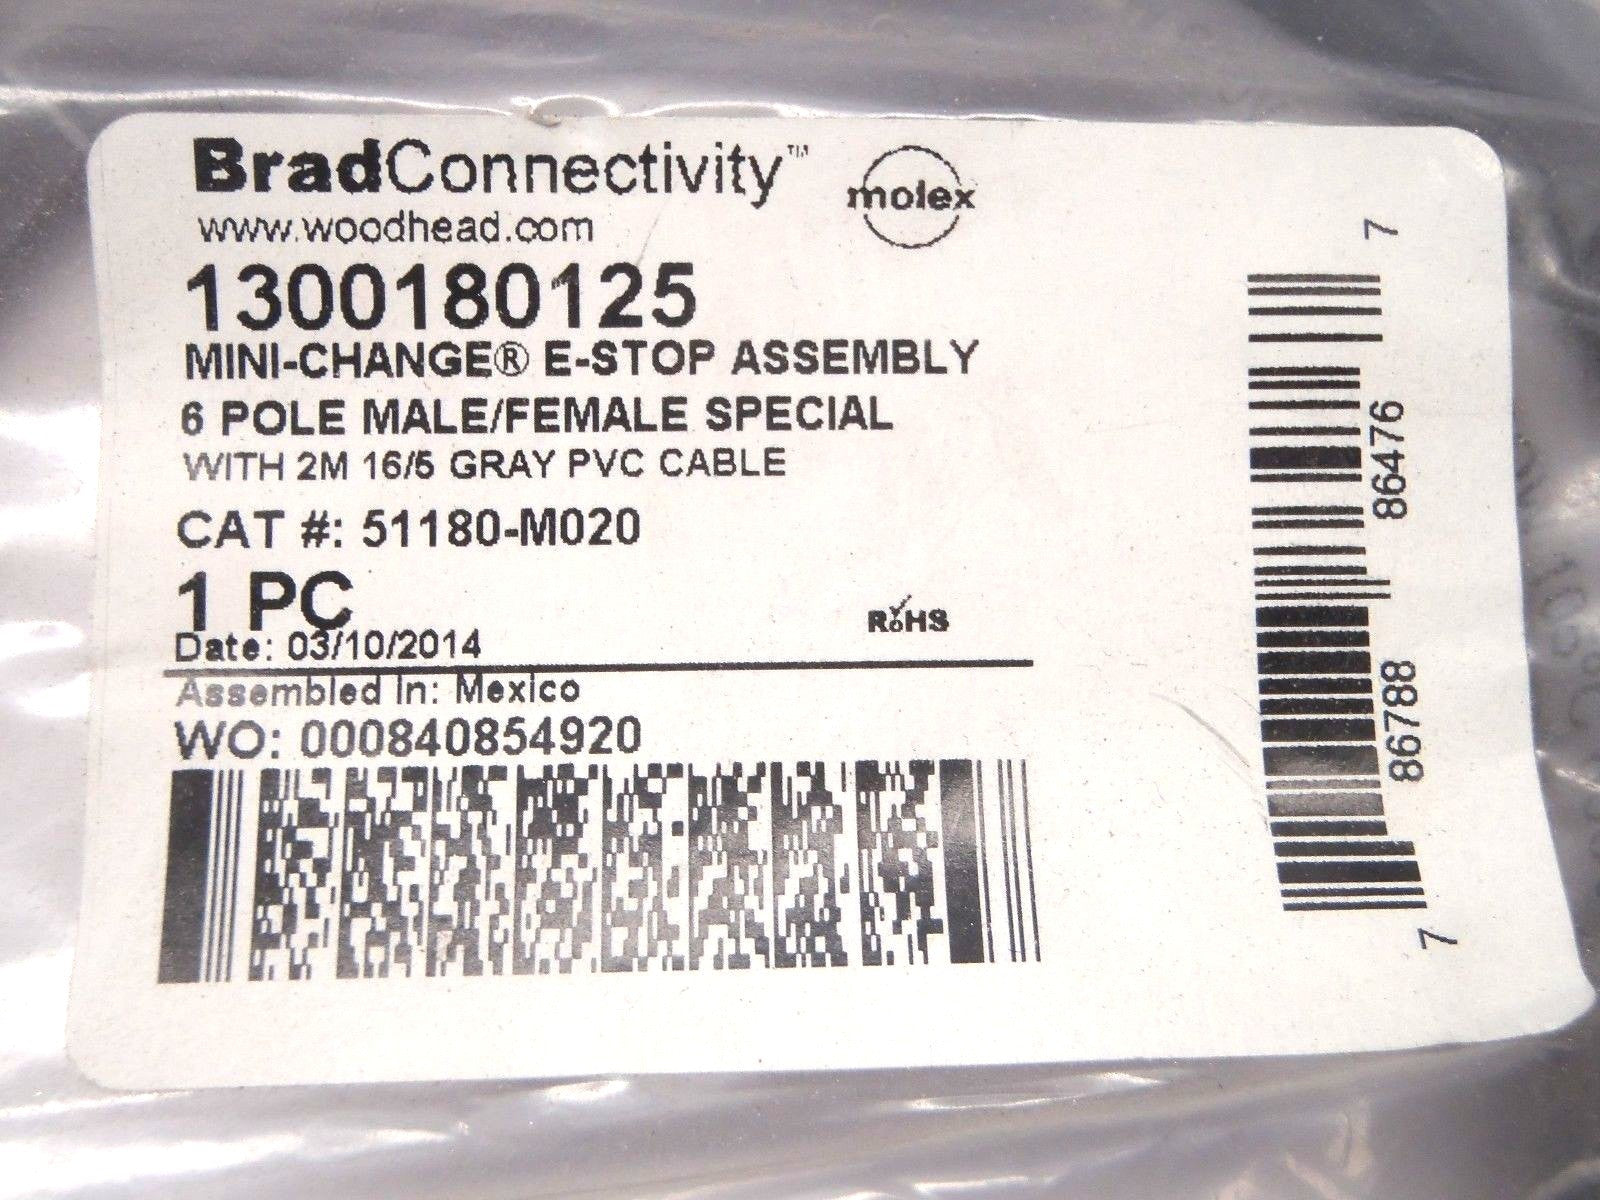 BradConnectivity™
molex
www.woodhead.com
1300180125
MINI-CHANGE® E-STOP ASSEMBLY
6 POLE MALE/FEMALE SPECIAL
WITH 2M 16/5 GRAY PVC CABLE
CAT #: 51180-M020
1 PC
RoHS
Date: 03/10/2014
Assembled In: Mexico
WO: 000840854920
7 86788 86476 7